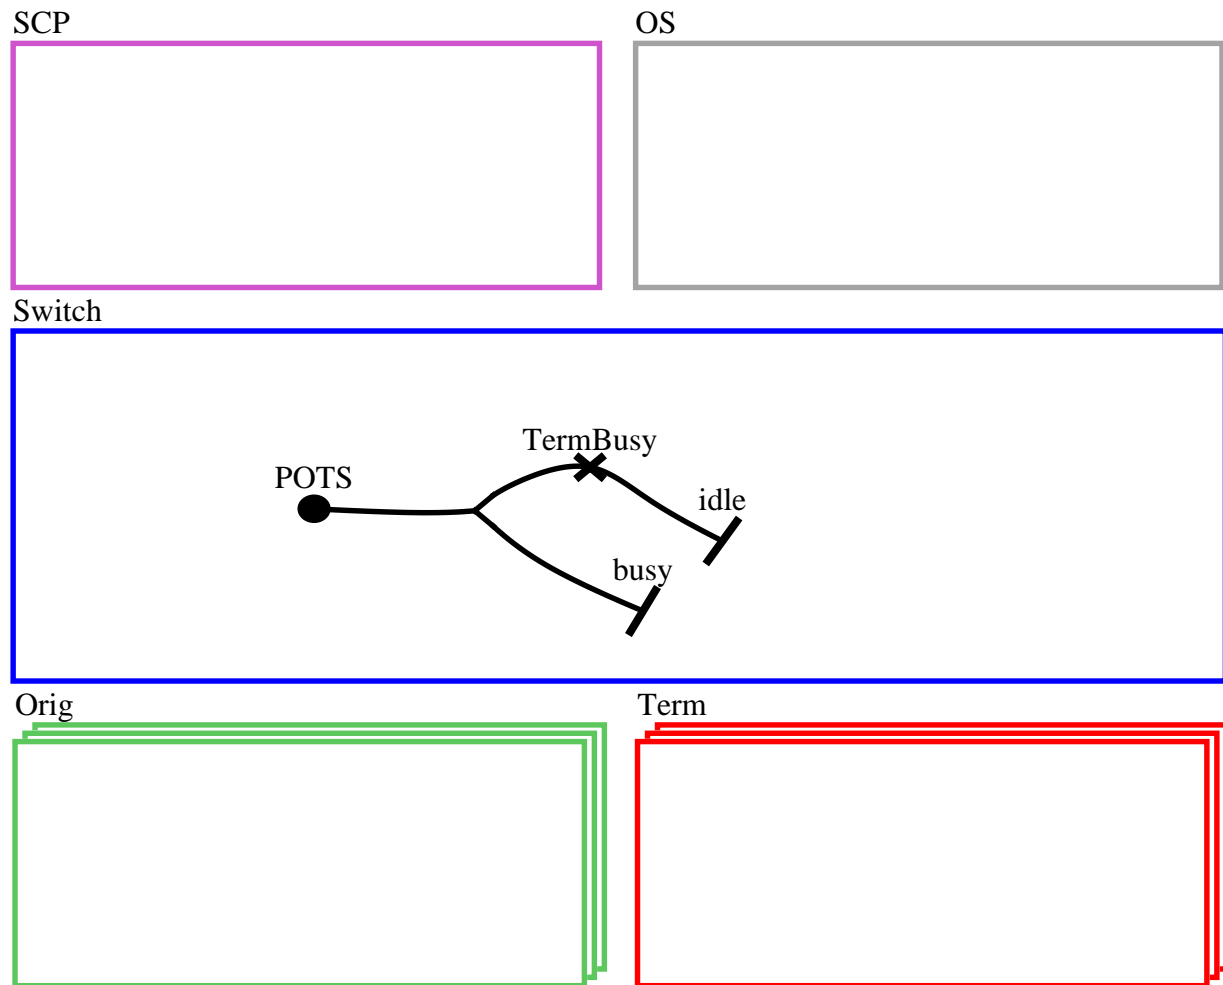 SCP
OS
Switch
TermBusy
POTS
idle
busy
Orig
Term